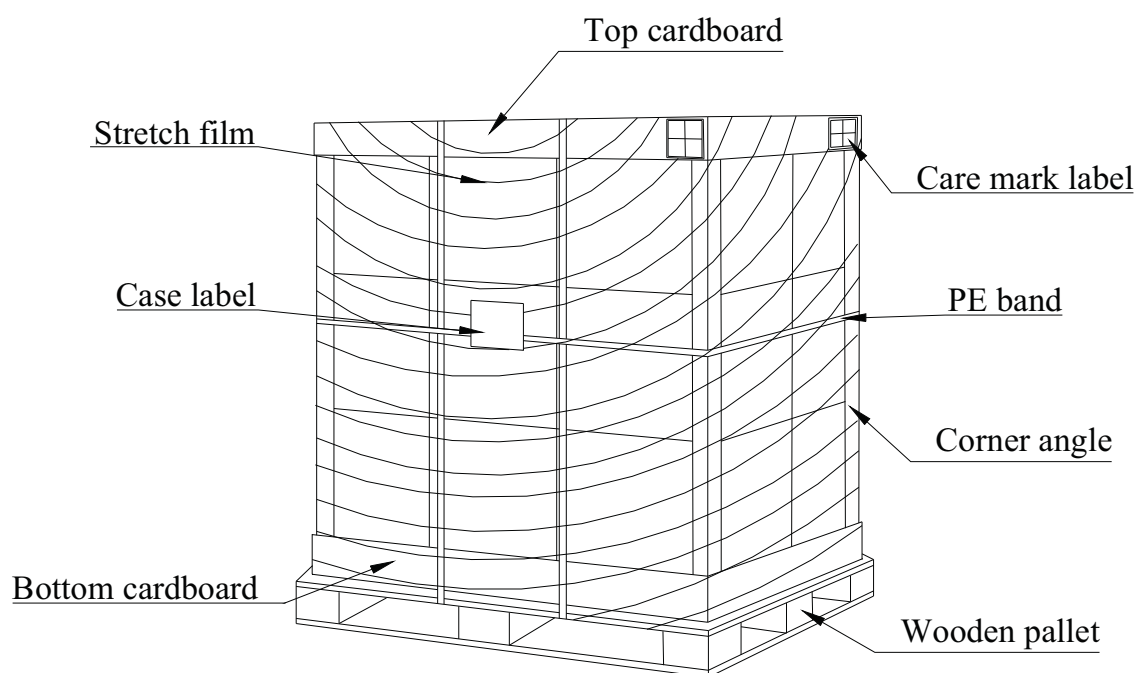 Top cardboard
Stretch film
Care mark label
Case label
PE band
Corner angle
Bottom cardboard
Wooden pallet